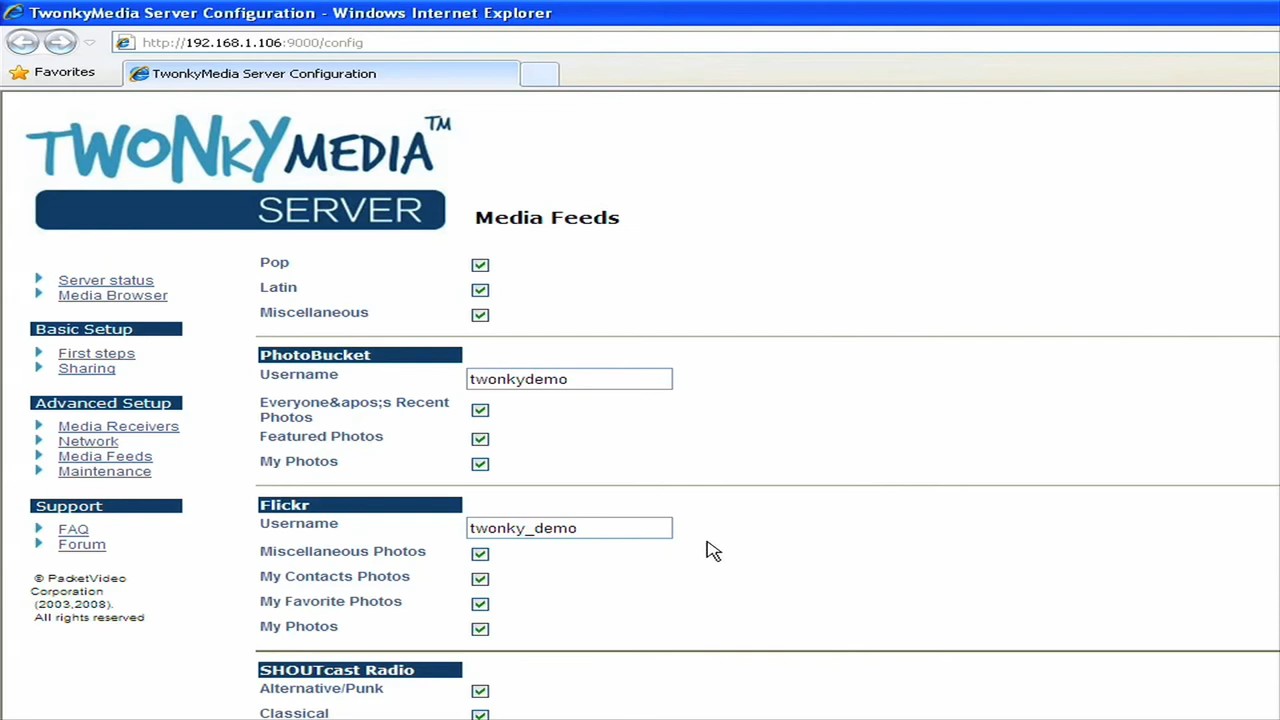 TwonkyMedia Server Configuration - Windows Internet Explorer
http://192.168.1.106:9000/config
Favorites
TwonkyMedia Server Configuration
TWONKY MEDIA™
SERVER
Media Feeds
Server status
Media Browser
Basic Setup
First steps
Sharing
Advanced Setup
Media Receivers
Network
Media Feeds
Maintenance
Support
FAQ
Forum
© PacketVideo
Corporation
(2003,2008).
All rights reserved
Pop
Latin
Miscellaneous
PhotoBucket
Username
twonkydemo
Everyone&apos;s Recent
Photos
Featured Photos
My Photos
Flickr
Username
twonky_demo
Miscellaneous Photos
My Contacts Photos
My Favorite Photos
My Photos
SHOUTcast Radio
Alternative/Punk
Classical